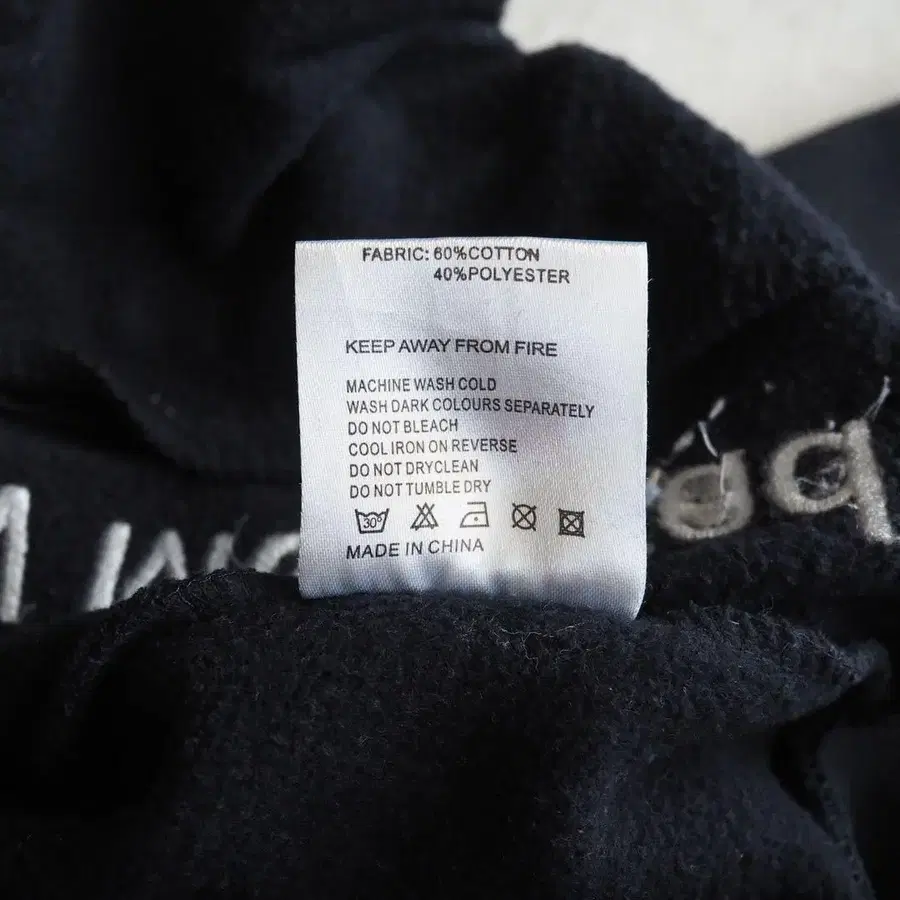 FABRIC: 60%COTTON
40%POLYESTER
KEEP AWAY FROM FIRE
MACHINE WASH COLD
WASH DARK COLOURS SEPARATELY
DO NOT BLEACH
COOL IRON ON REVERSE
DO NOT DRYCLEAN
DO NOT TUMBLE DRY
30°
MADE IN CHINA